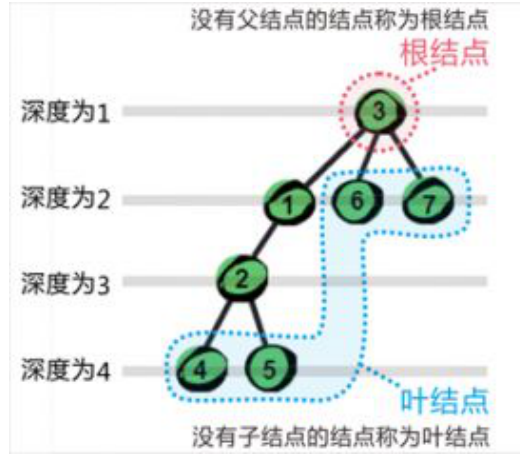 没有父结点的结点称为根结点
根结点
深度为1
3
深度为2
1
6
7
深度为3
2
深度为4
4
5
叶结点
没有子结点的结点称为叶结点